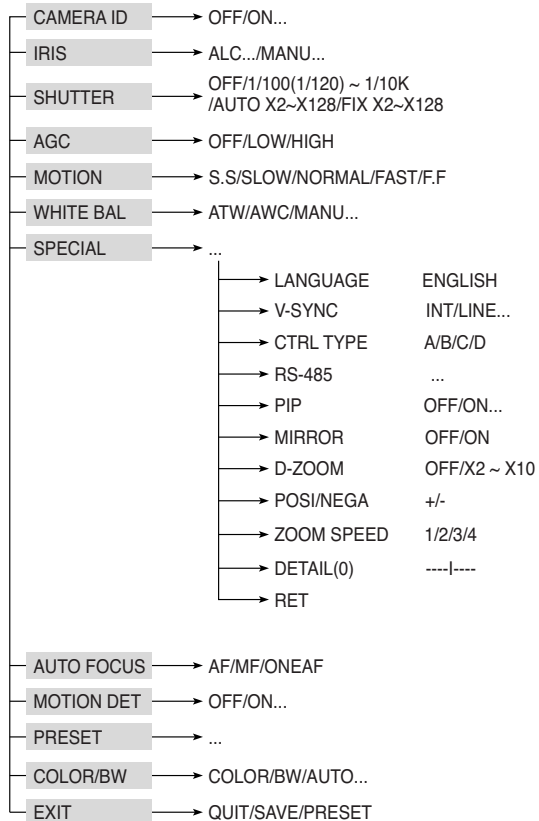 CAMERA ID OFF/ON...
IRIS ALC.../MANU...
SHUTTER OFF/1/100(1/120) ~ 1/10K
/AUTO X2~X128/FIX X2~X128
AGC OFF/LOW/HIGH
MOTION S.S/SLOW/NORMAL/FAST/F.F
WHITE BAL ATW/AWC/MANU...
SPECIAL ...
LANGUAGE ENGLISH
V-SYNC INT/LINE...
CTRL TYPE A/B/C/D
RS-485 ...
PIP OFF/ON...
MIRROR OFF/ON
D-ZOOM OFF/X2 ~ X10
POSI/NEGA +/-
ZOOM SPEED 1/2/3/4
DETAIL(0) ----I----
RET
AUTO FOCUS AF/MF/ONEAF
MOTION DET OFF/ON...
PRESET ...
COLOR/BW COLOR/BW/AUTO...
EXIT QUIT/SAVE/PRESET